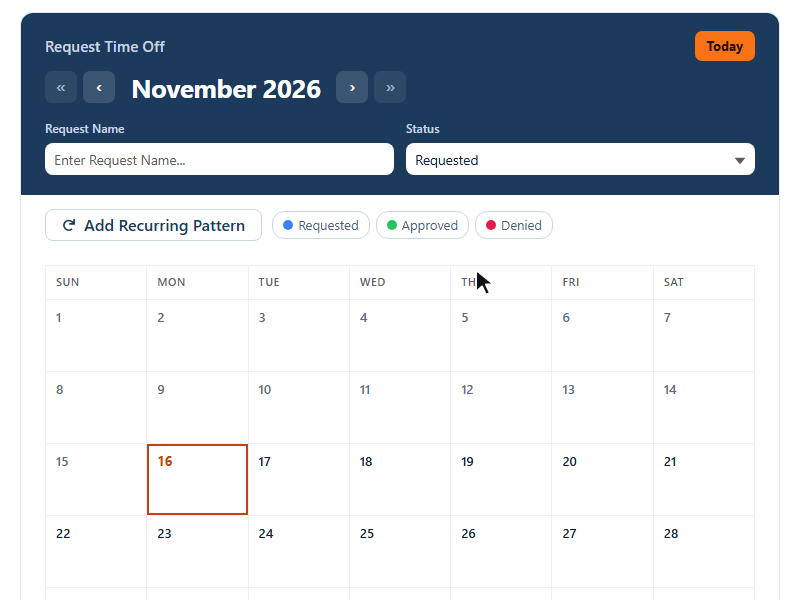 Request Time Off
Today
« ‹ November 2026 › »
Request Name
Status
Enter Request Name...
Requested
Add Recurring Pattern
Requested
Approved
Denied
SUN MON TUE WED TH FRI SAT
1 2 3 4 5 6 7
8 9 10 11 12 13 14
15 16 17 18 19 20 21
22 23 24 25 26 27 28